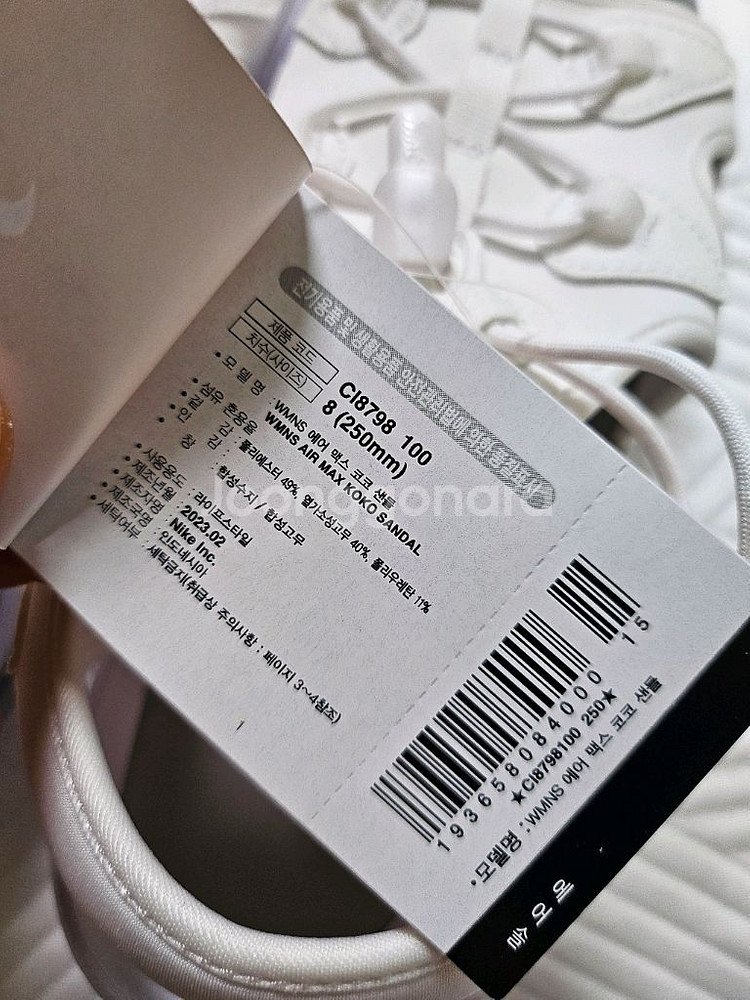 전기용품 및 생활용품 안전관리법에 의한 품질표시
제품 코드 CI8798 100
치수(사이즈) 8 (250mm)
• 모 델 명 : WMNS 에어 맥스 코코 샌들
WMNS AIR MAX KOKO SANDAL
• 섬유 혼용율
• 겉 감 : 폴리에스터 49%, 열가소성고무 40%, 폴리우레탄 11%
• 안
창 김 : 합성수지 / 합성고무
• 사용용도 : 라이프스타일
• 제조년월 : 2023.02
• 제조자명 : Nike Inc.
• 제조국명 : 인도네시아
• 세탁여부 : 세탁금지(취급상 주의사항 : 페이지 3~4참조)
1
193658084000 15
★CI8798100 250★
• 모델명 : WMNS 에어 맥스 코코 샌들
joonggonara